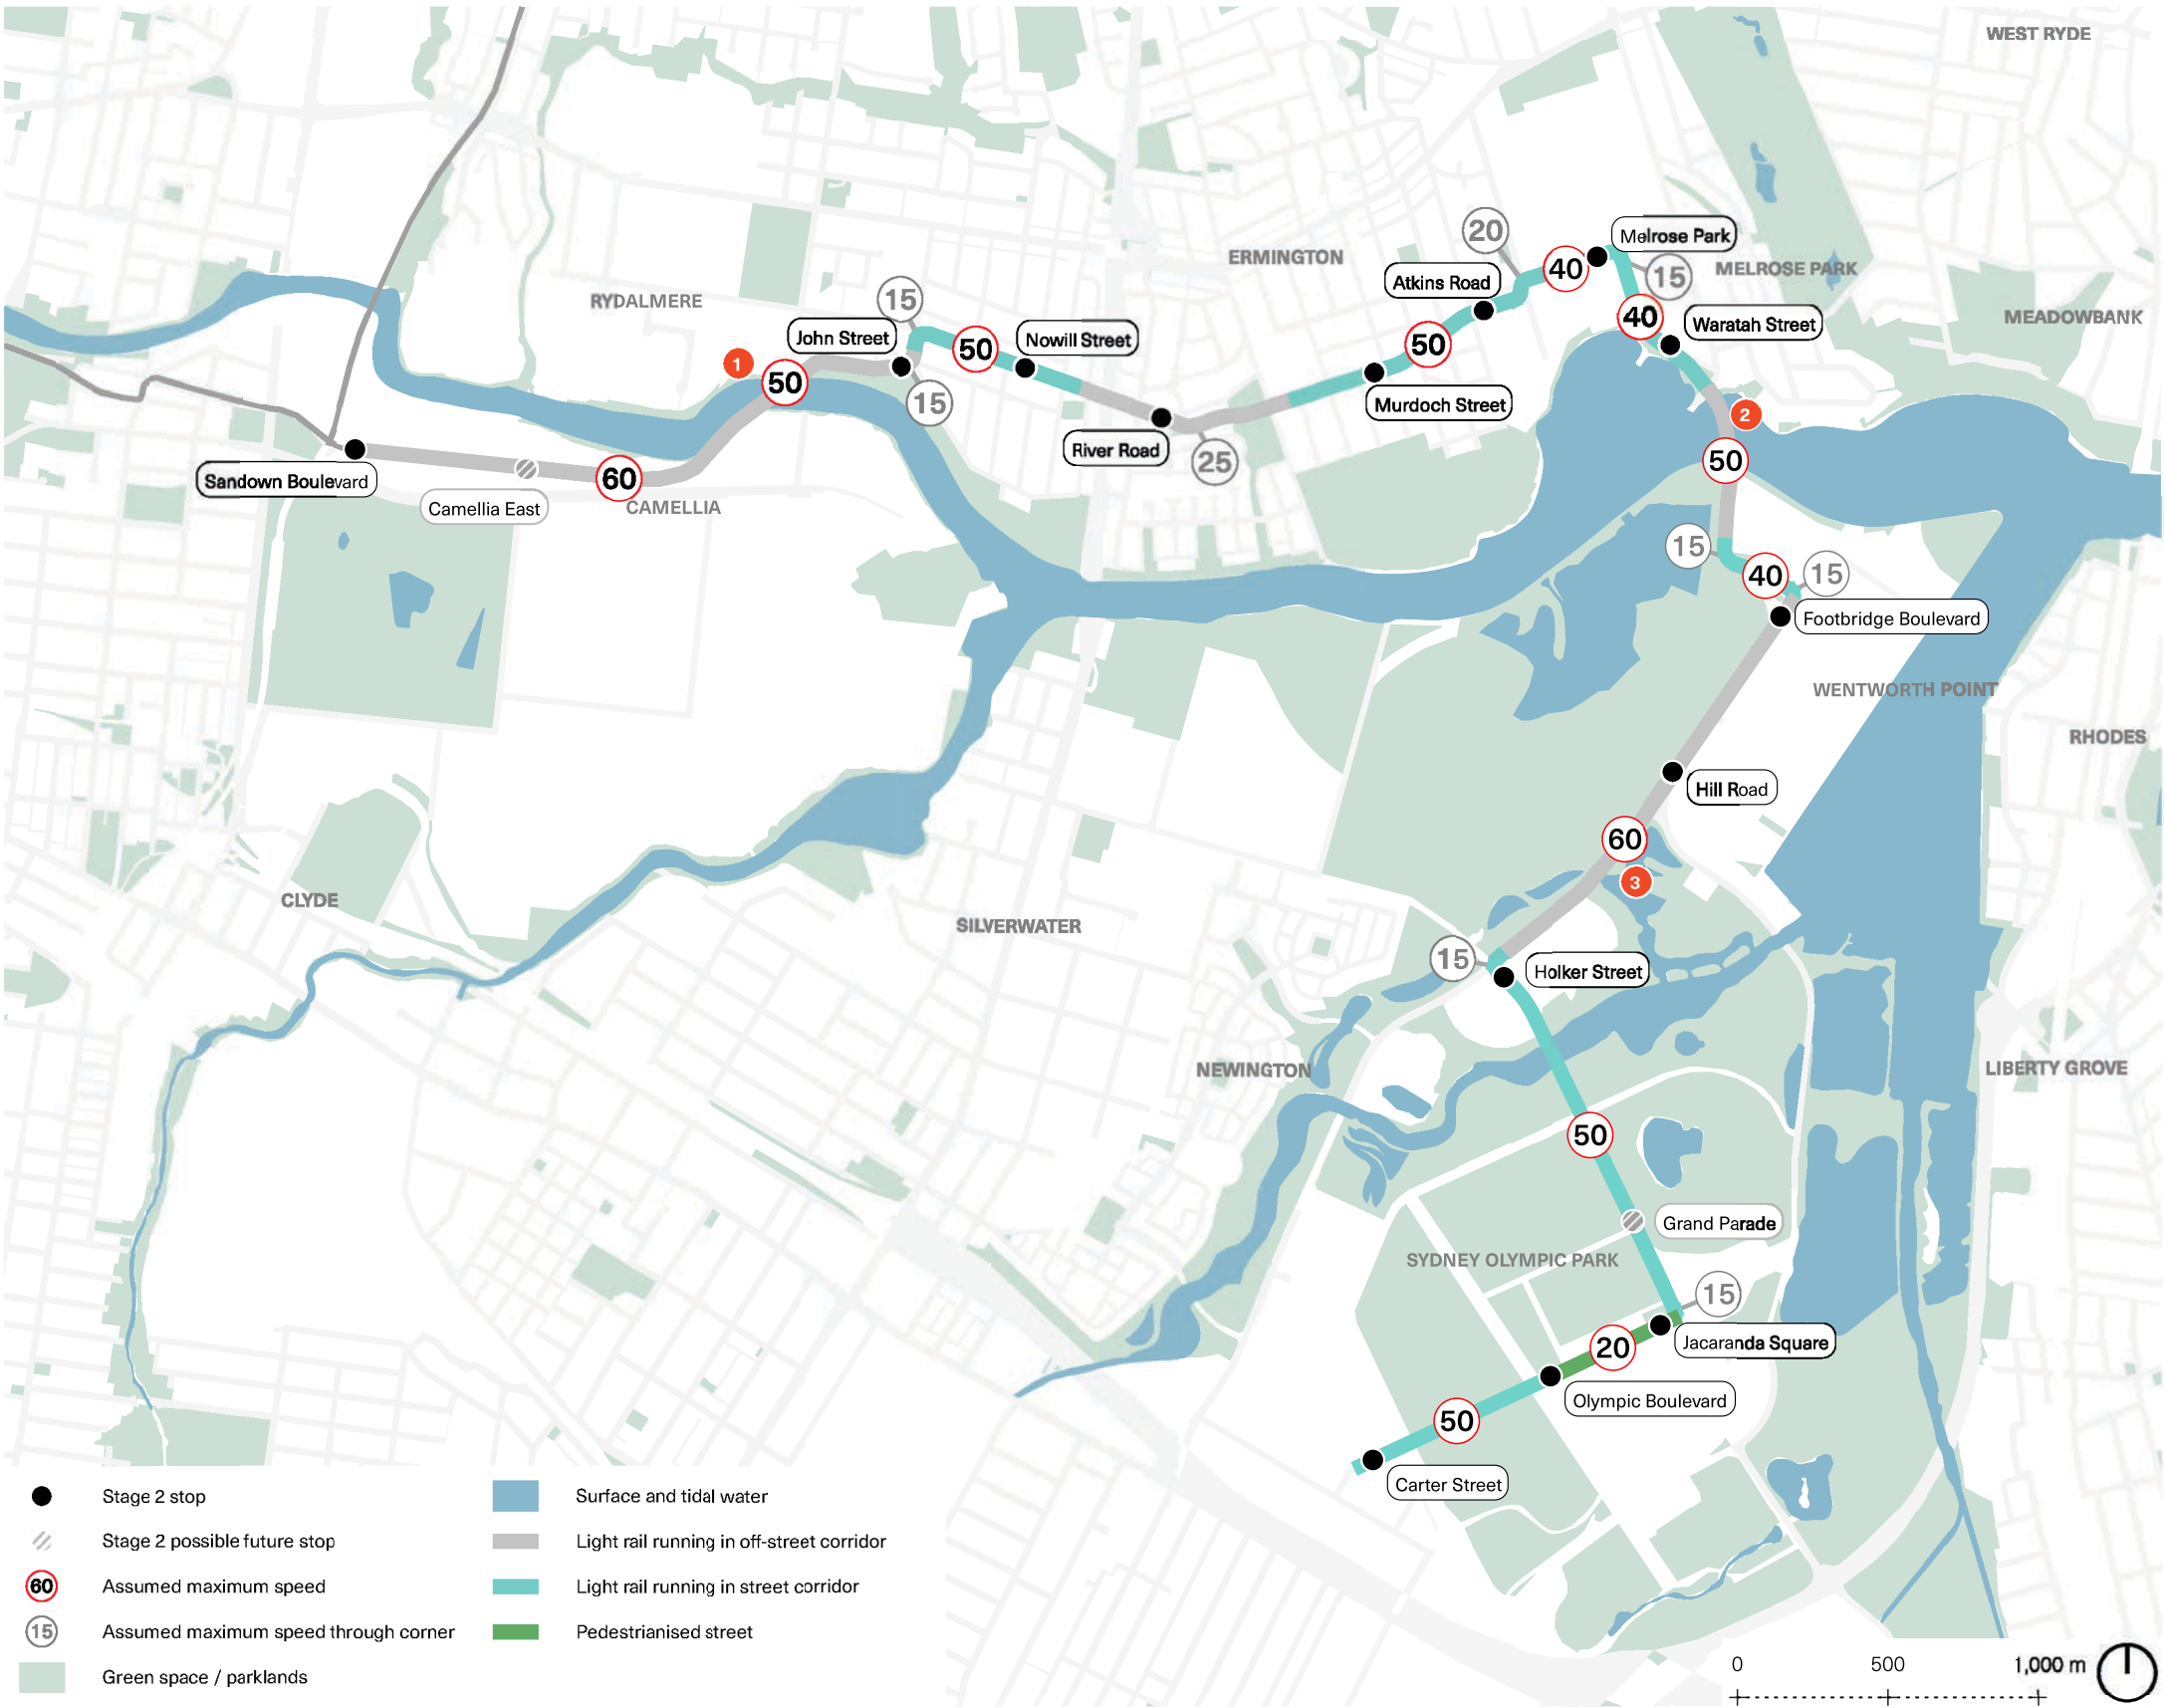 WEST RYDE
20
Melrose Park
ERMINGTON
40
15
MELROSE PARK
Atkins Road
RYDALMERE
15
40
Waratah Street
MEADOWBANK
John Street
50
Nowill Street
50
1
50
Murdoch Street
15
2
River Road
25
50
Sandown Boulevard
60
Camellia East
CAMELLIA
15
40
15
Footbridge Boulevard
WENTWORTH POINT
RHODES
Hill Road
60
3
CLYDE
SILVERWATER
15
Holker Street
NEWINGTON
LIBERTY GROVE
50
Grand Parade
SYDNEY OLYMPIC PARK
15
Jacaranda Square
20
Olympic Boulevard
50
Carter Street
Stage 2 stop
Stage 2 possible future stop
60 Assumed maximum speed
15 Assumed maximum speed through corner
Green space / parklands
Surface and tidal water
Light rail running in off-street corridor
Light rail running in street corridor
Pedestrianised street
0 500 1,000 m